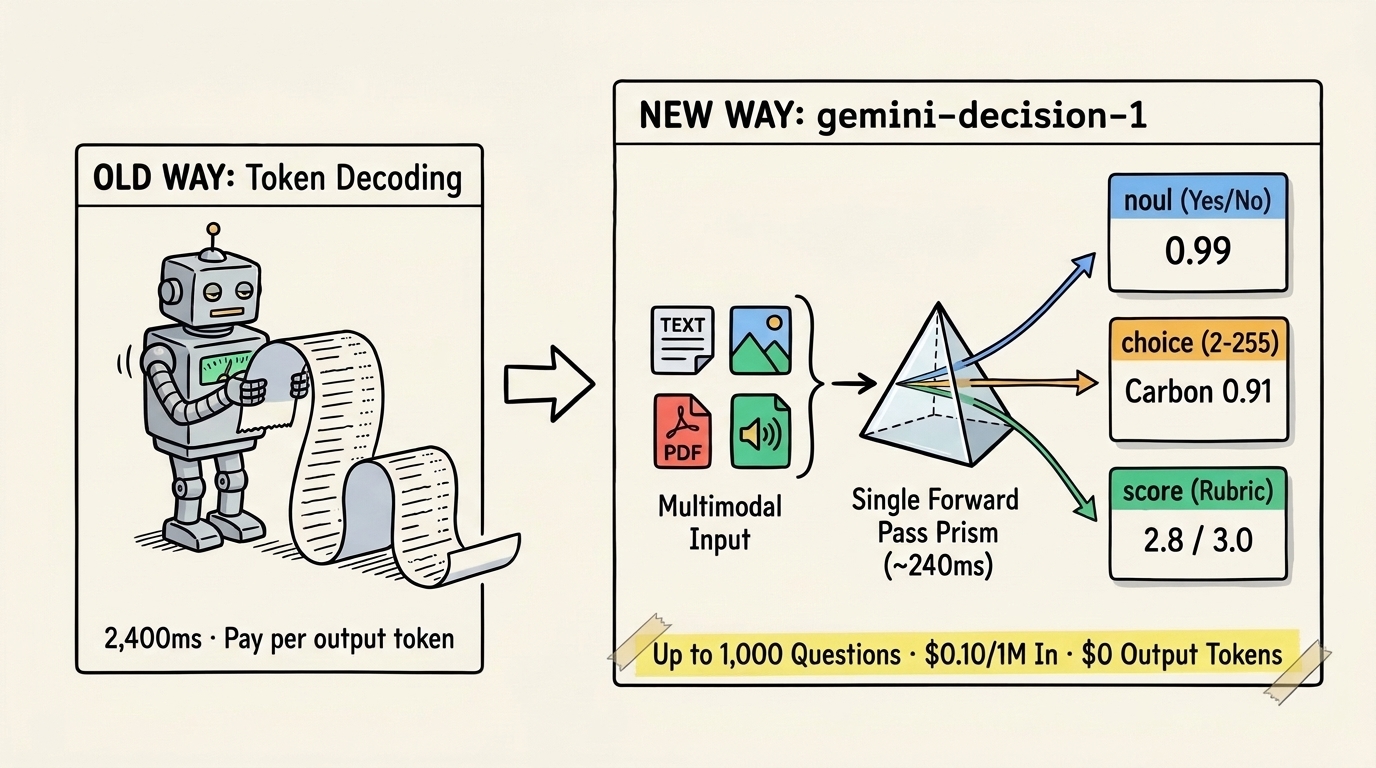 OLD WAY: Token Decoding
2,400ms · Pay per output token
NEW WAY: gemini-decision-1
TEXT
PDF
Multimodal
Input
Single Forward
Pass Prism
(~240ms)
noul (Yes/No)
0.99
choice (2-255)
Carbon 0.91
score (Rubric)
2.8 / 3.0
Up to 1,000 Questions · $0.10/1M In · $0 Output Tokens